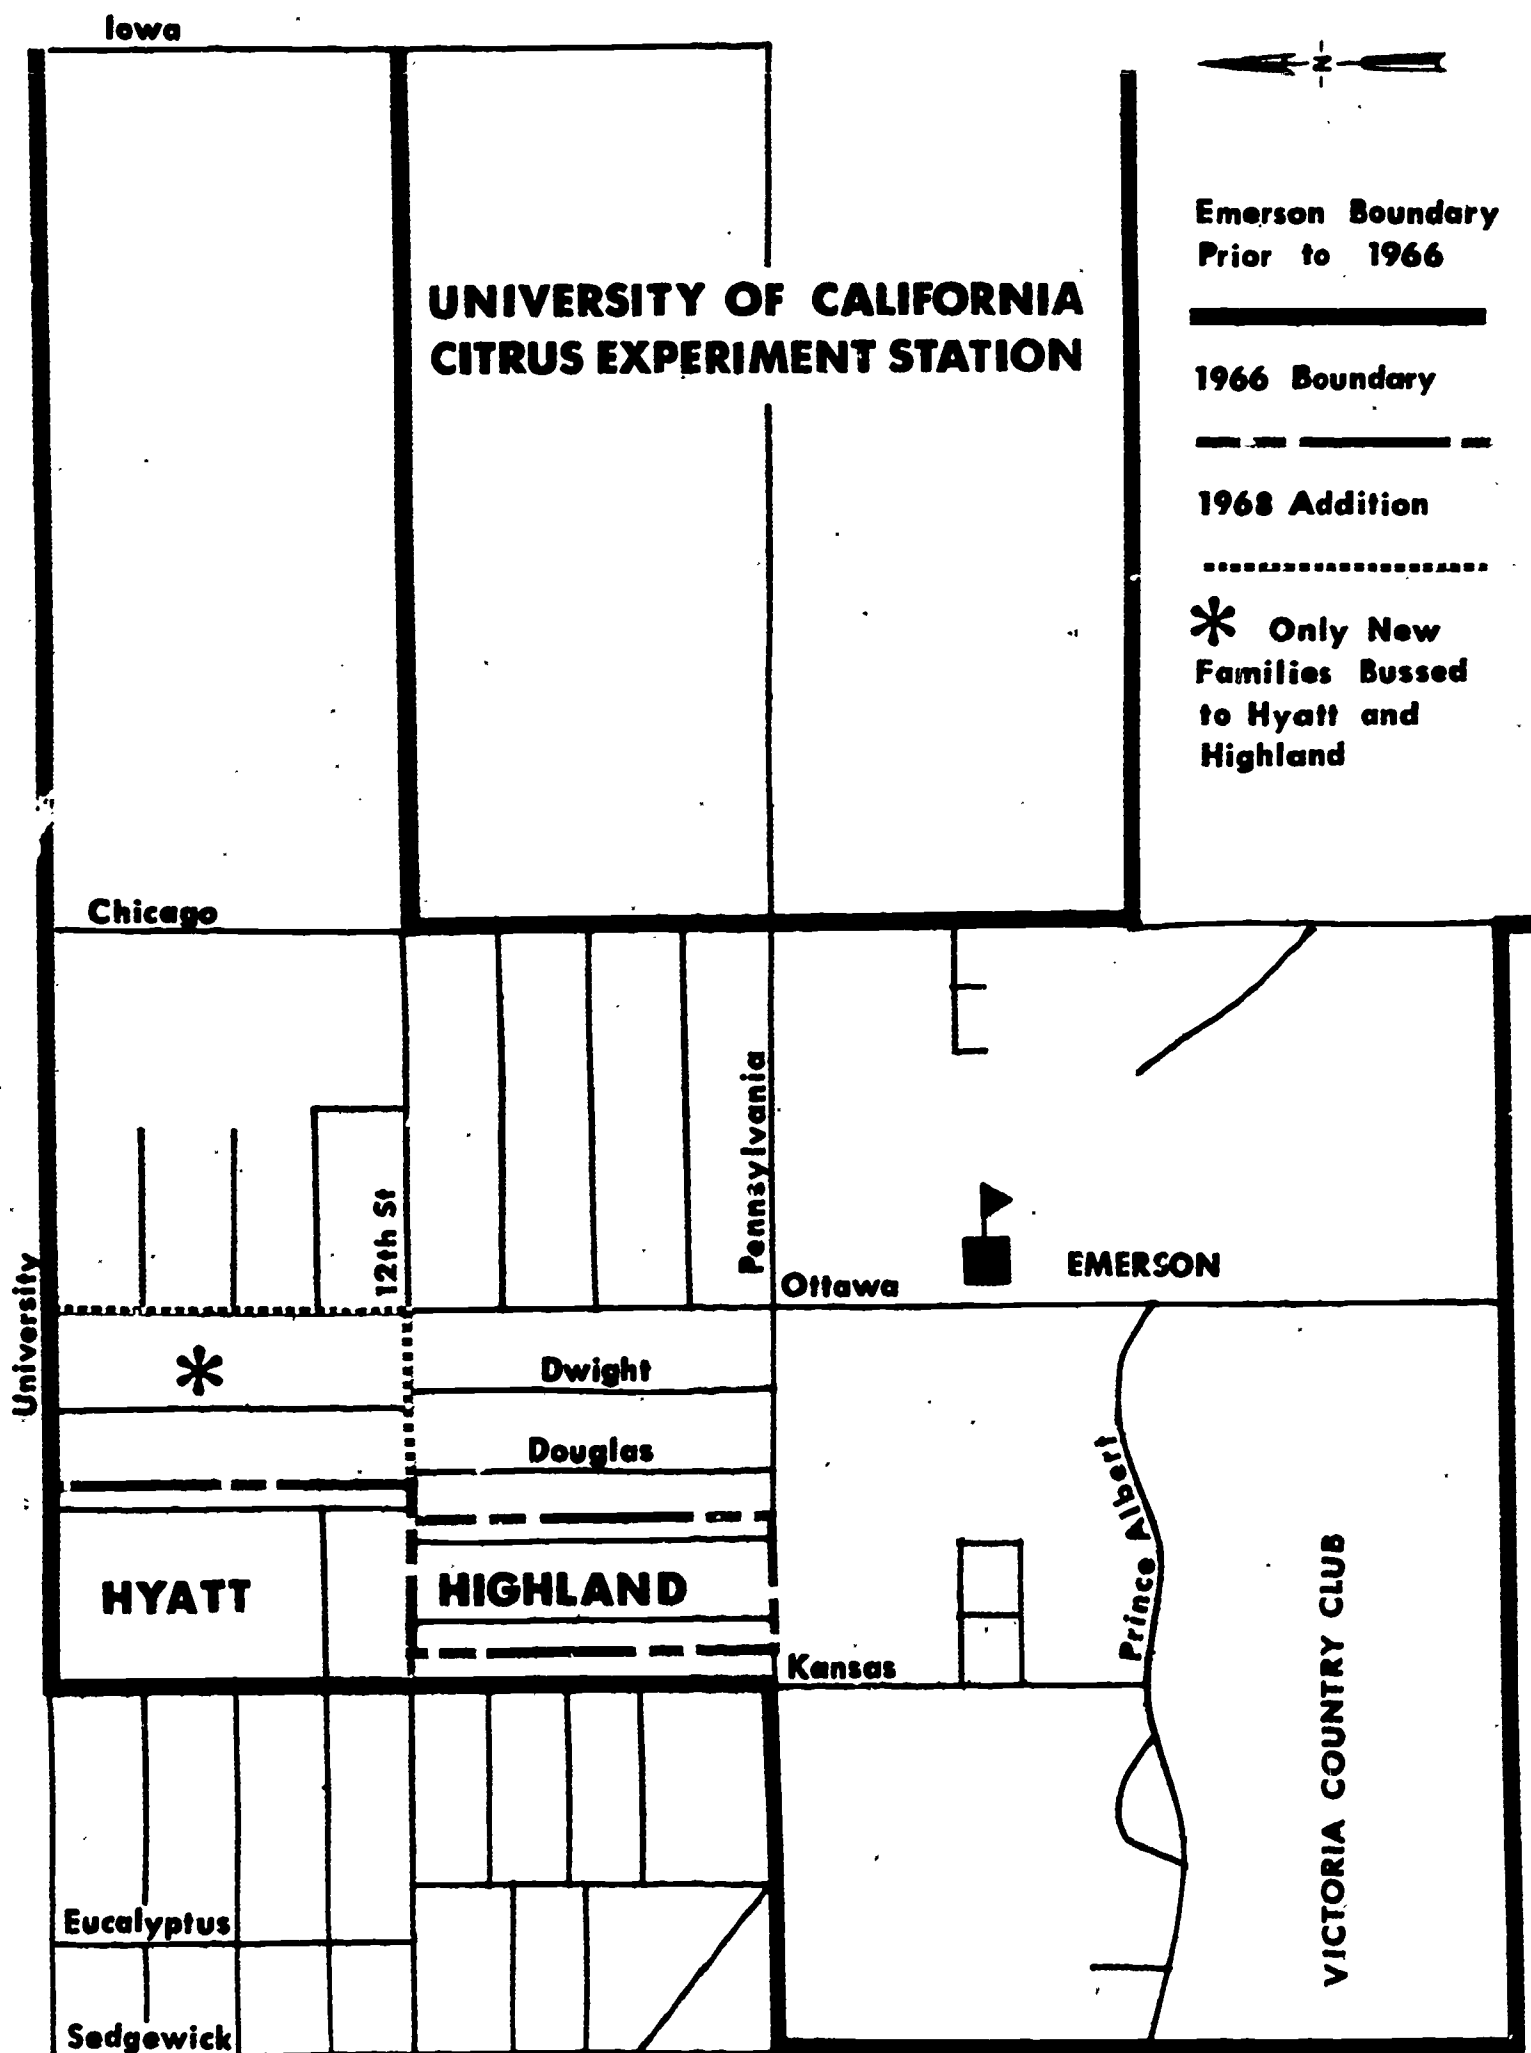 Iowa
N
Emerson Boundary
Prior to 1966
UNIVERSITY OF CALIFORNIA
CITRUS EXPERIMENT STATION
1966 Boundary
1968 Addition
* Only New
Families Bussed
to Hyatt and
Highland
Chicago
Pennsylvania
12th St
University
EMERSON
Ottawa
*
Dwight
Douglas
Prince Albert
HYATT
HIGHLAND
Kansas
VICTORIA COUNTRY CLUB
Eucalyptus
Sedgewick